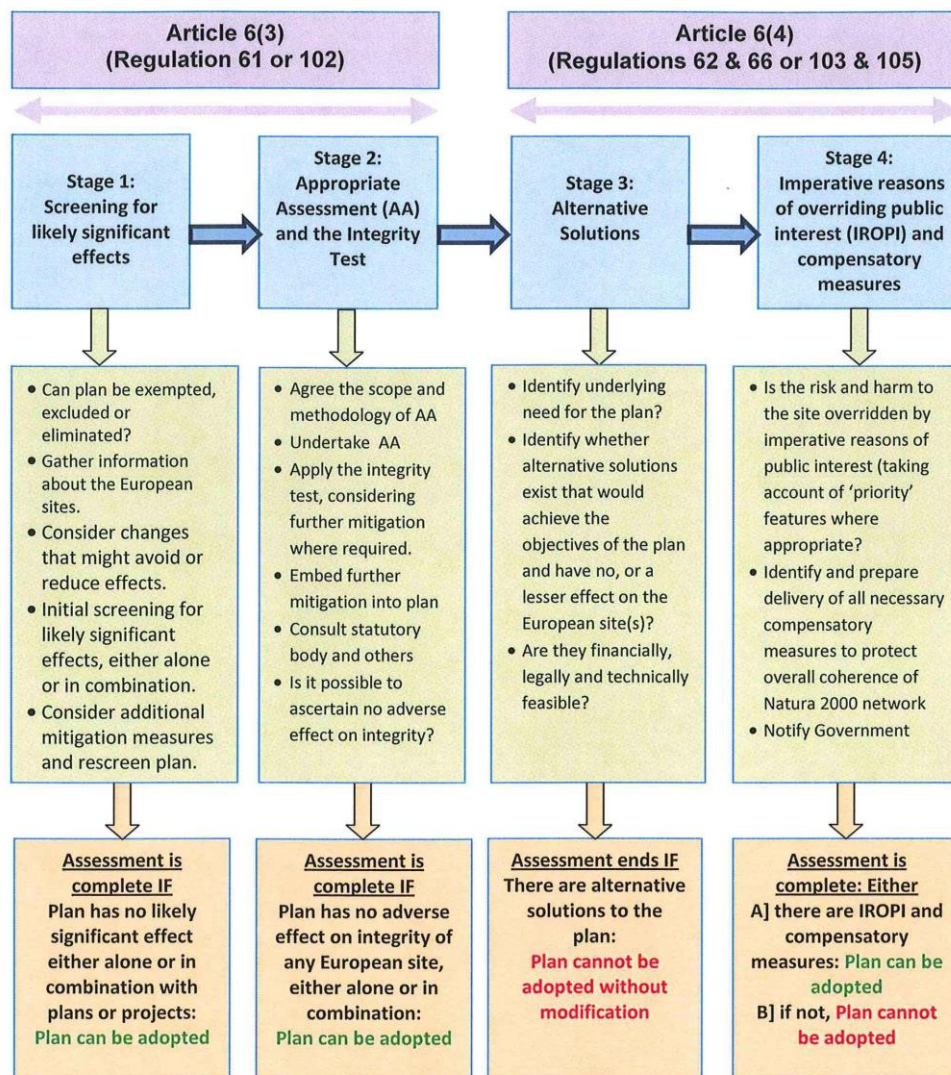 Article 6(3)
(Regulation 61 or 102)
Article 6(4)
(Regulations 62 & 66 or 103 & 105)
Stage 1:
Screening for
likely significant
effects
Stage 2:
Appropriate
Assessment (AA)
and the Integrity
Test
Stage 3:
Alternative
Solutions
Stage 4:
Imperative reasons
of overriding public
interest (IROPI) and
compensatory
measures
• Can plan be exempted,
excluded or
eliminated?
• Gather information
about the European
sites.
• Consider changes
that might avoid or
reduce effects.
• Initial screening for
likely significant
effects, either alone
or in combination.
• Consider additional
mitigation measures
and rescreen plan.
• Agree the scope and
methodology of AA
• Undertake AA
• Apply the integrity
test, considering
further mitigation
where required.
• Embed further
mitigation into plan
• Consult statutory
body and others
• Is it possible to
ascertain no adverse
effect on integrity?
• Identify underlying
need for the plan?
• Identify whether
alternative solutions
exist that would
achieve the
objectives of the plan
and have no, or a
lesser effect on the
European site(s)?
• Are they financially,
legally and technically
feasible?
• Is the risk and harm to
the site overridden by
imperative reasons of
public interest (taking
account of ‘priority’
features where
appropriate?
• Identify and prepare
delivery of all necessary
compensatory
measures to protect
overall coherence of
Natura 2000 network
• Notify Government
Assessment is
complete IF
Plan has no likely
significant effect
either alone or in
combination with
plans or projects:
Plan can be adopted
Assessment is
complete IF
Plan has no adverse
effect on integrity of
any European site,
either alone or in
combination:
Plan can be adopted
Assessment ends IF
There are alternative
solutions to the
plan:
Plan cannot be
adopted without
modification
Assessment is
complete: Either
A] there are IROPI and
compensatory
measures: Plan can be
adopted
B] if not, Plan cannot
be adopted